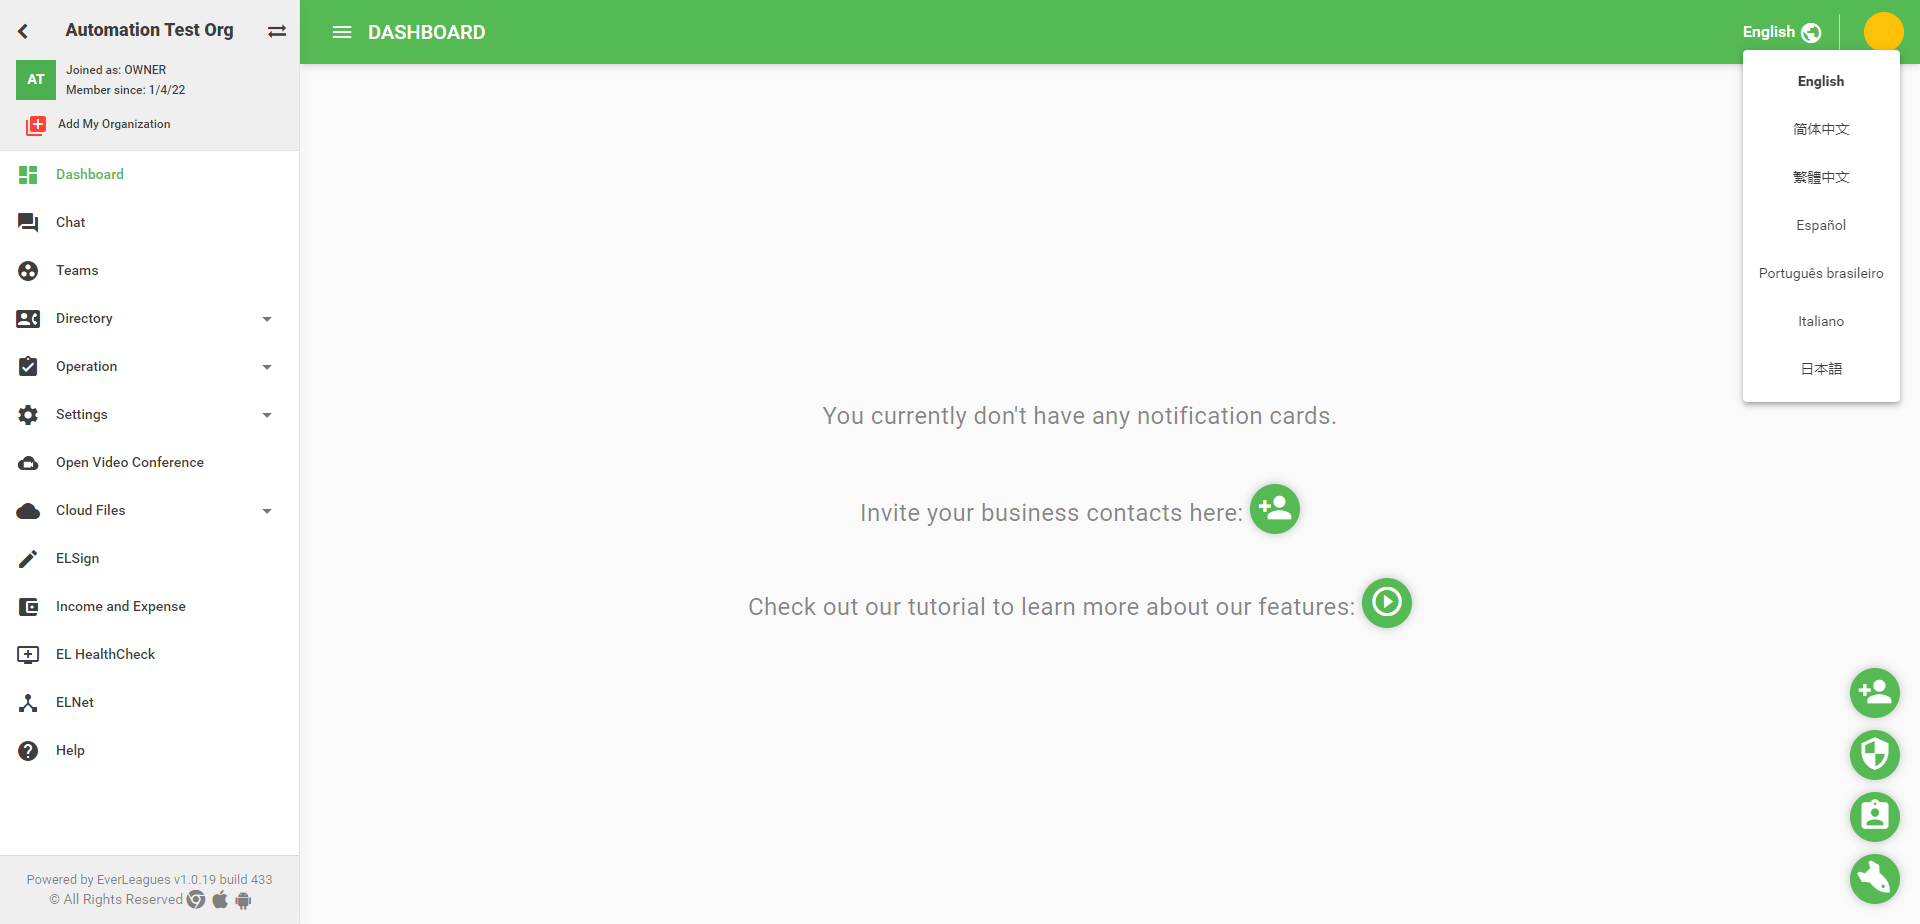 Automation Test Org
AT
Joined as: OWNER
Member since: 1/4/22
Add My Organization
Dashboard
Chat
Teams
Directory
Operation
Settings
Open Video Conference
Cloud Files
ELSign
Income and Expense
EL HealthCheck
ELNet
Help
Powered by EverLeagues v1.0.19 build 433
© All Rights Reserved
DASHBOARD
English
English
简体中文
繁體中文
Español
Português brasileiro
Italiano
日本語
You currently don't have any notification cards.
Invite your business contacts here:
Check out our tutorial to learn more about our features: